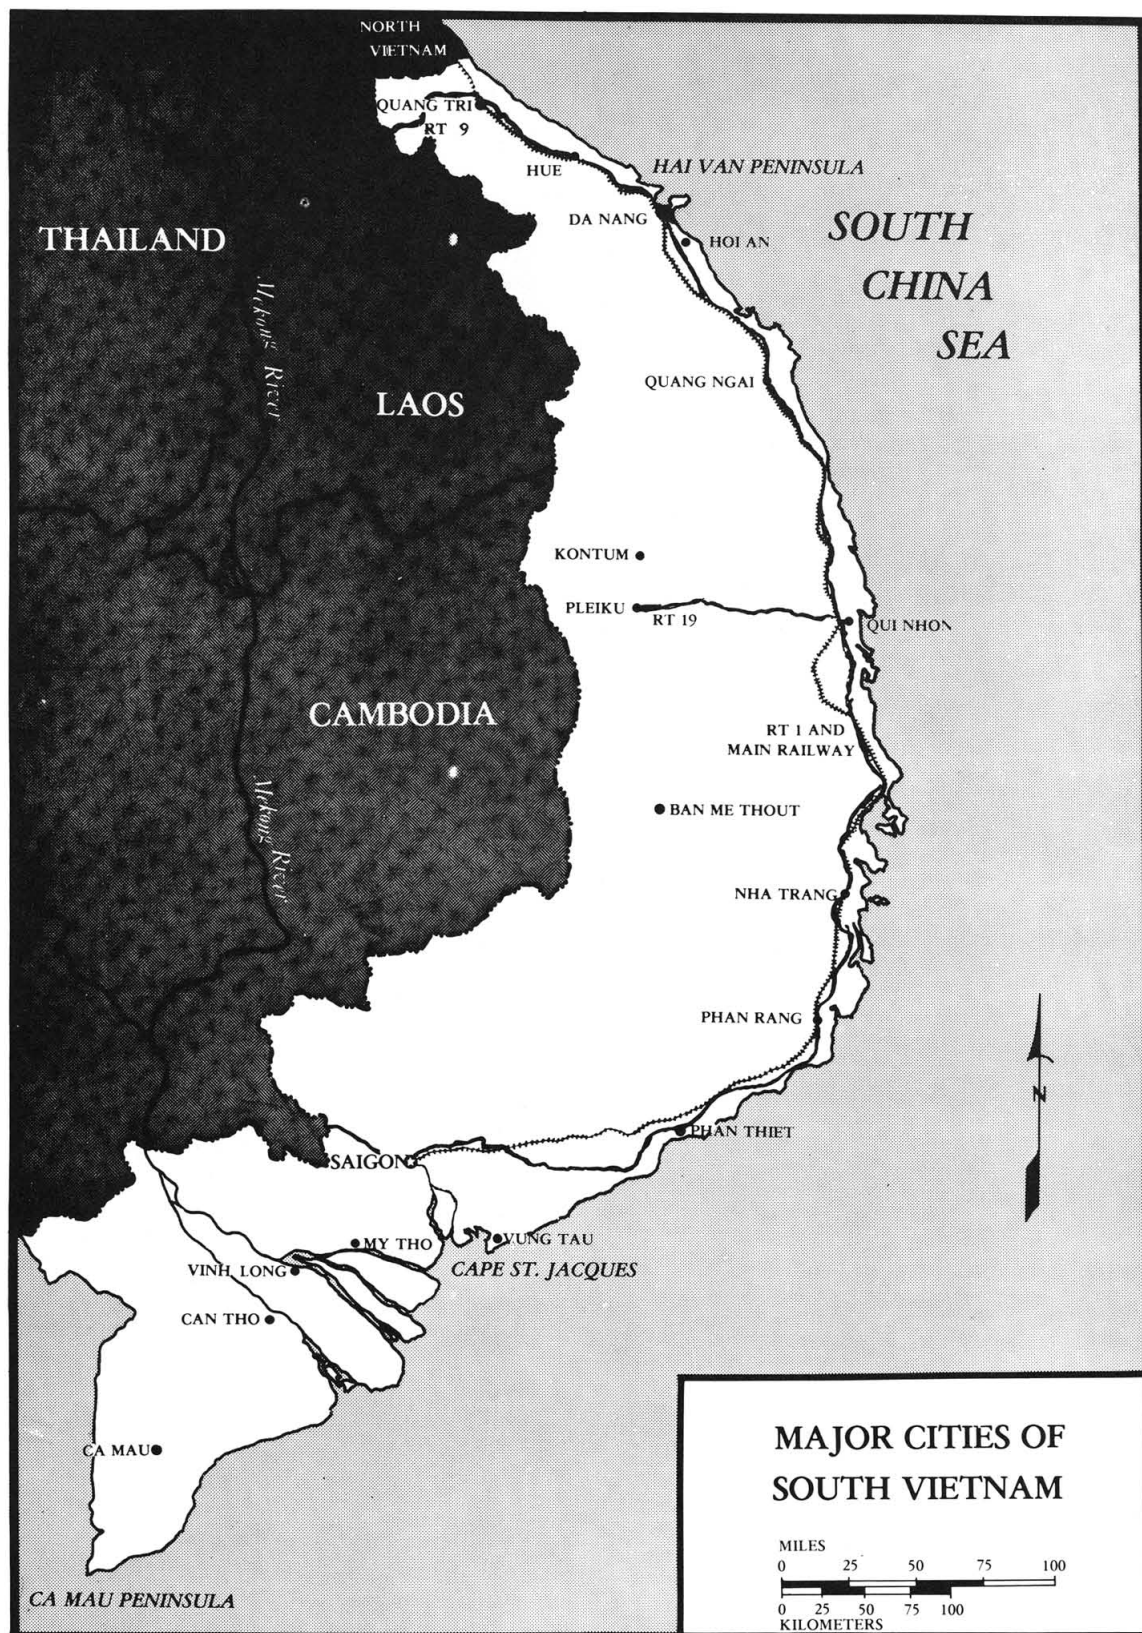 NORTH
VIETNAM
QUANG TRI
RT 9
HUE
HAI VAN PENINSULA
DA NANG
HOI AN
THAILAND
SOUTH
CHINA
SEA
Mekong River
LAOS
QUANG NGAI
KONTUM
PLEIKU
RT 19
QUI NHON
CAMBODIA
RT 1 AND
MAIN RAILWAY
Mekong River
BAN ME THOUT
NHA TRANG
PHAN RANG
N
PHAN THIET
SAIGON
MY THO
VUNG TAU
VINH LONG
CAPE ST. JACQUES
CAN THO
CA MAU
CA MAU PENINSULA
MAJOR CITIES OF
SOUTH VIETNAM
MILES
0 25 50 75 100
0 25 50 75 100
KILOMETERS